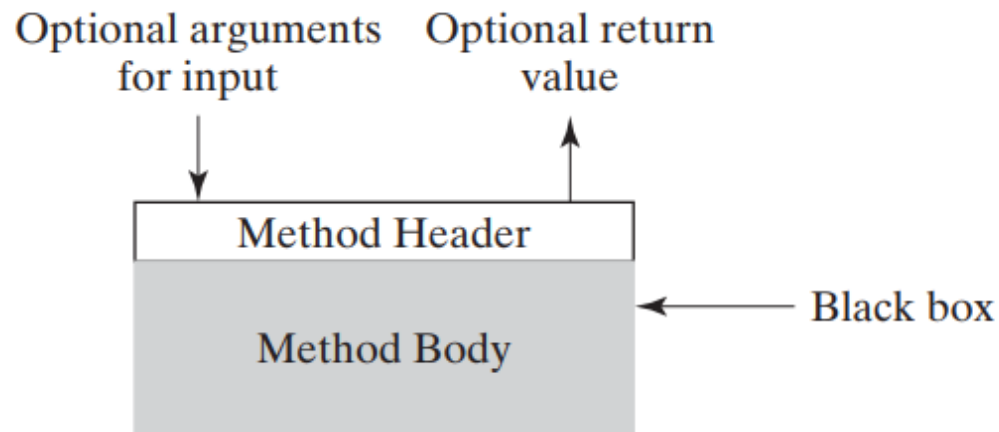 Optional arguments
for input
Optional return
value
Method Header
Black box
Method Body